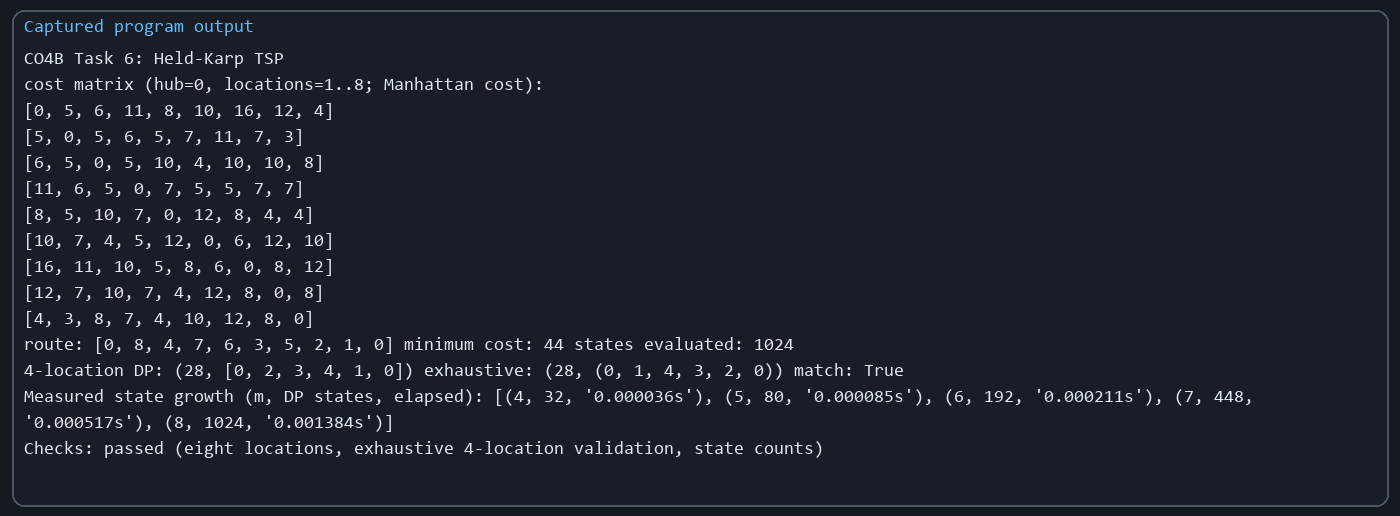 Captured program output
CO4B Task 6: Held-Karp TSP
cost matrix (hub=0, locations=1..8; Manhattan cost):
[0, 5, 6, 11, 8, 10, 16, 12, 4]
[5, 0, 5, 6, 5, 7, 11, 7, 3]
[6, 5, 0, 5, 10, 4, 10, 10, 8]
[11, 6, 5, 0, 7, 5, 5, 7, 7]
[8, 5, 10, 7, 0, 12, 8, 4, 4]
[10, 7, 4, 5, 12, 0, 6, 12, 10]
[16, 11, 10, 5, 8, 6, 0, 8, 12]
[12, 7, 10, 7, 4, 12, 8, 0, 8]
[4, 3, 8, 7, 4, 10, 12, 8, 0]
route: [0, 8, 4, 7, 6, 3, 5, 2, 1, 0] minimum cost: 44 states evaluated: 1024
4-location DP: (28, [0, 2, 3, 4, 1, 0]) exhaustive: (28, (0, 1, 4, 3, 2, 0)) match: True
Measured state growth (m, DP states, elapsed): [(4, 32, '0.000036s'), (5, 80, '0.000085s'), (6, 192, '0.000211s'), (7, 448,
'0.000517s'), (8, 1024, '0.001384s')]
Checks: passed (eight locations, exhaustive 4-location validation, state counts)